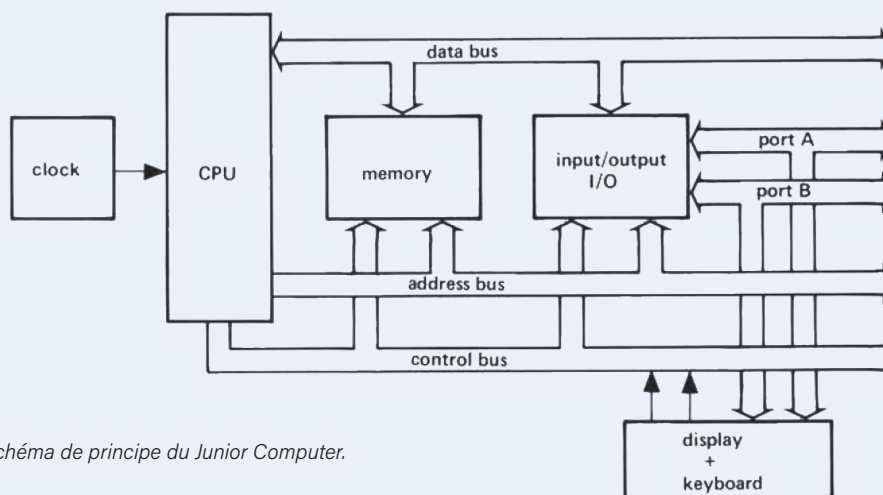 data bus
clock
CPU
memory
input/output
I/O
port A
port B
address bus
control bus
display
+
keyboard
schéma de principe du Junior Computer.